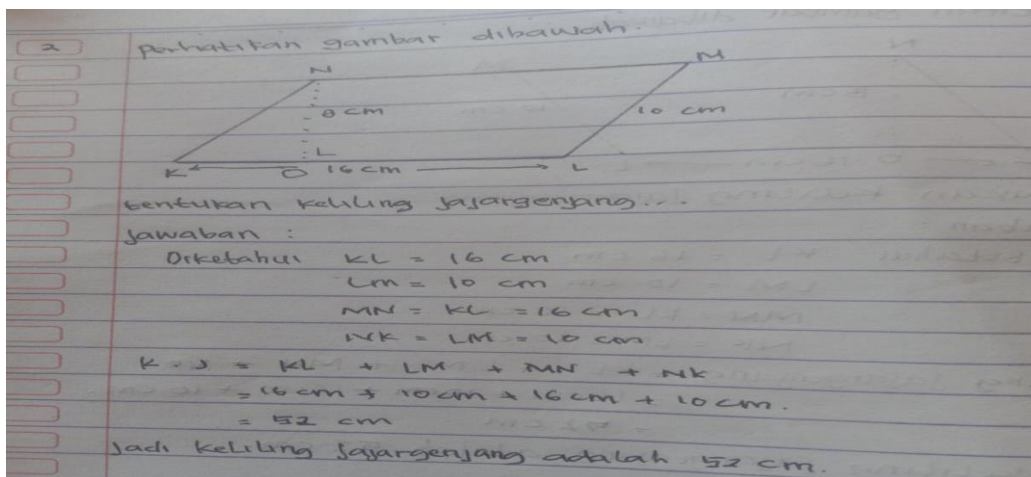 2 Perhatikan gambar dibawah.
N M
8 cm 10 cm
K O 16 cm L
tentukan keliling jajargenjang...
Jawaban :
Diketahui KL = 16 cm
LM = 10 cm
MN = KL = 16 cm
NK = LM = 10 cm
K. J = KL + LM + MN + NK
= 16 cm + 10 cm + 16 cm + 10 cm.
= 52 cm
Jadi keliling jajargenjang adalah 52 cm.